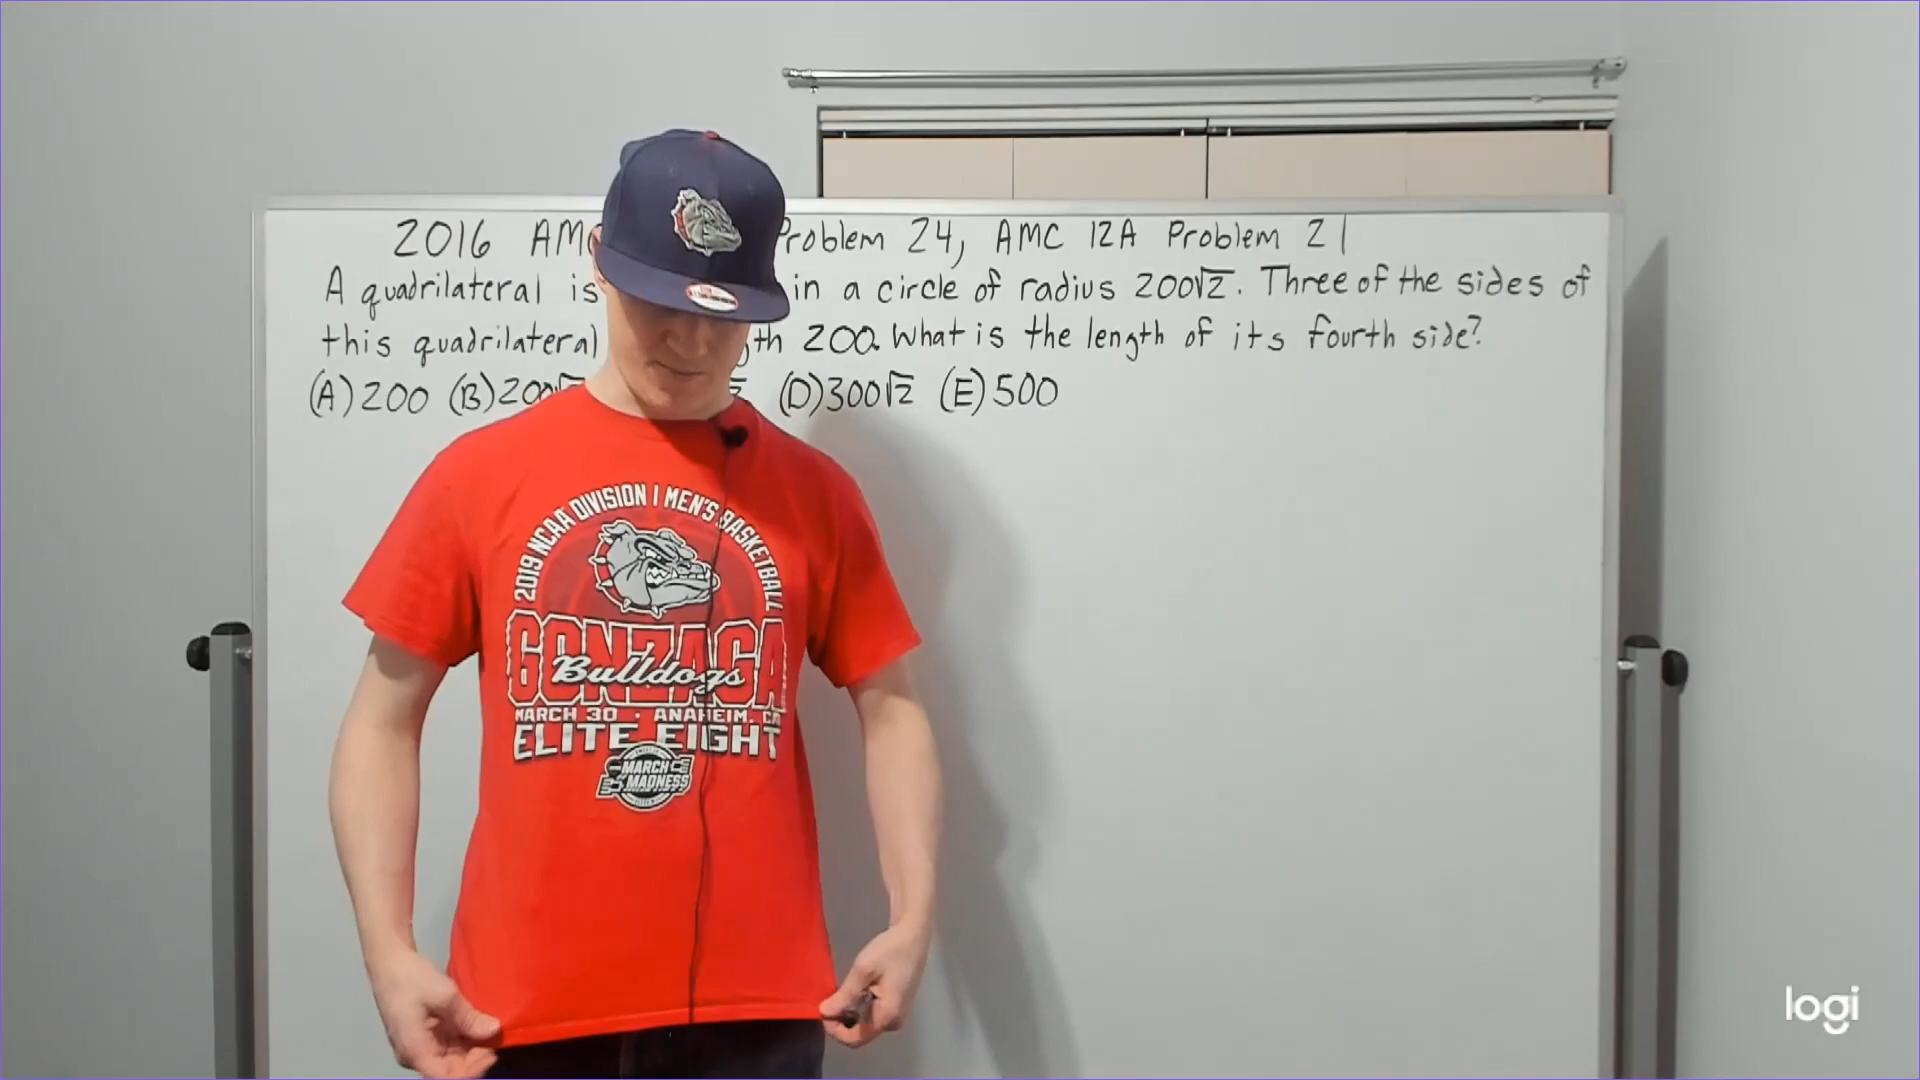 2016 AMC Problem 24, AMC 12A Problem 21
A quadrilateral is in a circle of radius 200√2. Three of the sides of
this quadrilateral 200. What is the length of its fourth side?
(A) 200 (B) 200 (D) 300√2 (E) 500
2019 NCAA DIVISION I MEN'S BASKETBALL
GONZAGA
Bulldogs
MARCH 30 · ANAHEIM, CA
ELITE EIGHT
MARCH
MADNESS
logi